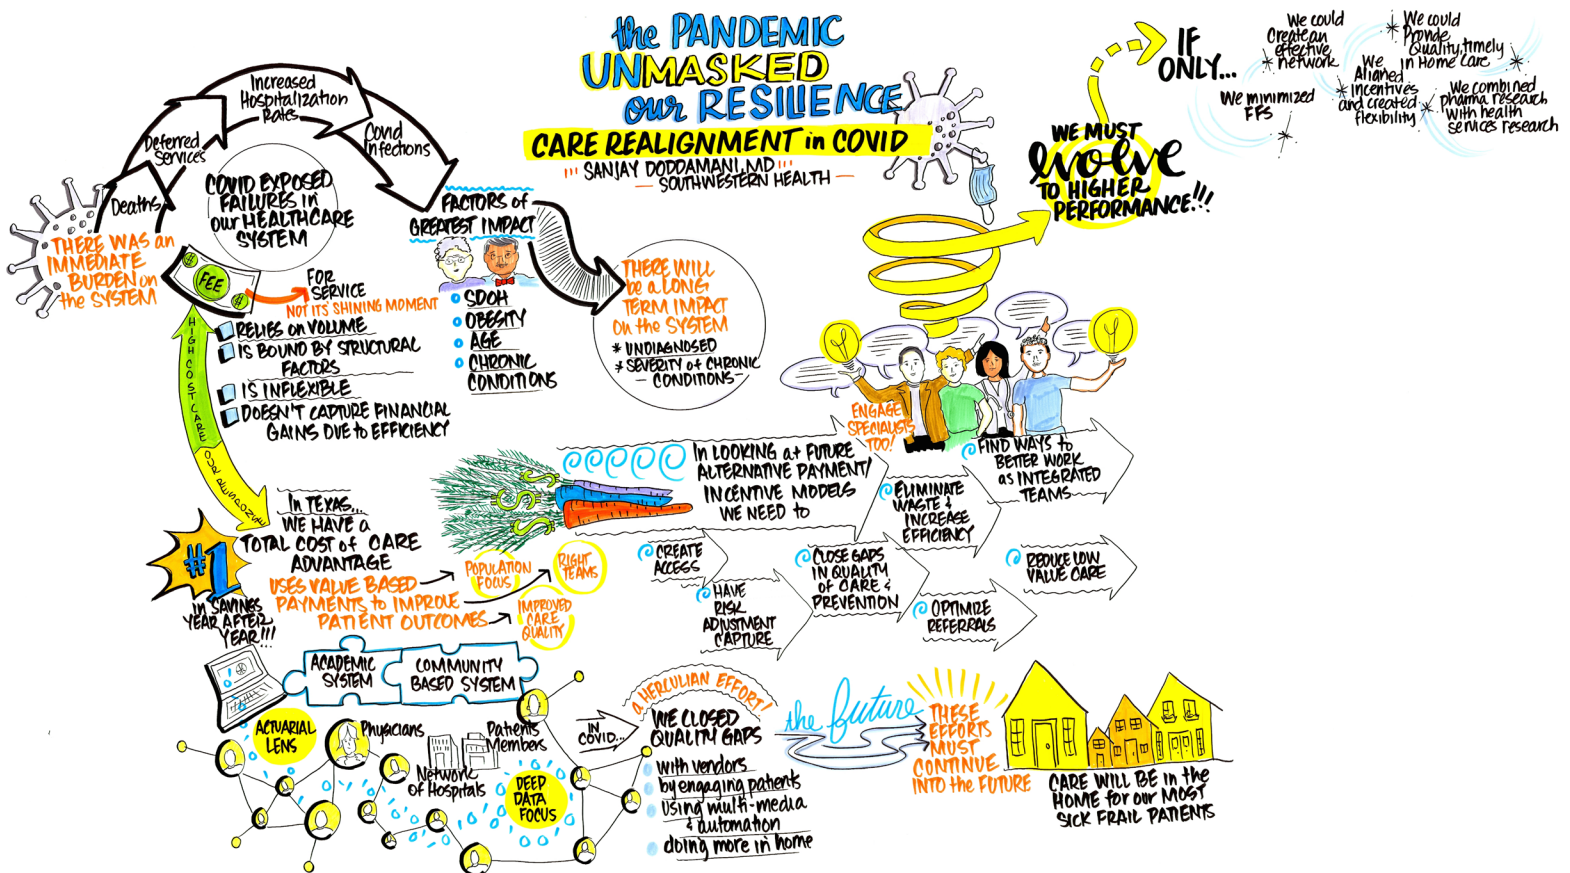 the PANDEMIC
UNMASKED
our RESILIENCE
CARE REALIGNMENT in COVID
SANJAY DODDAMANI, MD
— SOUTHWESTERN HEALTH —
THERE WAS an
IMMEDIATE
BURDEN on
the SYSTEM
Deaths
Deferred
Services
Increased
Hospitalization
Rates
Covid
Infections
COVID EXPOSED
FAILURES in
our HEALTHCARE
SYSTEM
FEE
$
$
FOR
SERVICE
NOT IT'S SHINING MOMENT
RELIES on VOLUME
IS BOUND BY STRUCTURAL
FACTORS
IS INFLEXIBLE
DOESN'T CAPTURE FINANCIAL
GAINS DUE to EFFICIENCY
HIGH COST CARE
OUR RESPONSE
FACTORS of
GREATEST IMPACT
SDOH
OBESITY
AGE
CHRONIC
CONDITIONS
THERE WILL
be a LONG
TERM IMPACT
on the SYSTEM
* UNDIAGNOSED
* SEVERITY of CHRONIC
— CONDITIONS —
WE MUST
evolve
TO HIGHER
PERFORMANCE!!!
IF
ONLY...
We could
Create an
effective
network
We could
Provide
Quality, timely
in Home Care
We minimized
FFS
We
Aligned
incentives
and created
flexibility
We combined
pharma research
with health
services research
ENGAGE
SPECIALISTS
TOO!
In LOOKING at FUTURE
ALTERNATIVE PAYMENT/
INCENTIVE MODELS
WE NEED to
$
$
$
CREATE
ACCESS
HAVE
RISK
ADJUSTMENT
CAPTURE
CLOSE GAPS
IN QUALITY
OF CARE &
PREVENTION
ELIMINATE
WASTE &
INCREASE
EFFICIENCY
OPTIMIZE
REFERRALS
FIND WAYS to
BETTER WORK
as INTEGRATED
TEAMS
REDUCE LOW
VALUE CARE
#1
in SAVINGS
YEAR AFTER
YEAR!!!
In TEXAS...
WE HAVE a
TOTAL COST of CARE
ADVANTAGE
USES VALUE BASED
PAYMENTS to IMPROVE
PATIENT OUTCOMES
POPULATION
FOCUS
RIGHT
TEAMS
IMPROVED
CARE
QUALITY
ACADEMIC
SYSTEM
COMMUNITY
BASED SYSTEM
ACTUARIAL
LENS
Physicians
Network
of Hospitals
Patients
Members
DEEP
DATA
FOCUS
IN
COVID...
a HERCULIAN EFFORT!
WE CLOSED
QUALITY GAPS
with vendors
by engaging patients
using multi-media
& automation
doing more in home
the future
THESE
EFFORTS
MUST
CONTINUE
INTO the FUTURE
CARE WILL BE in the
HOME for our MOST
SICK FRAIL PATIENTS